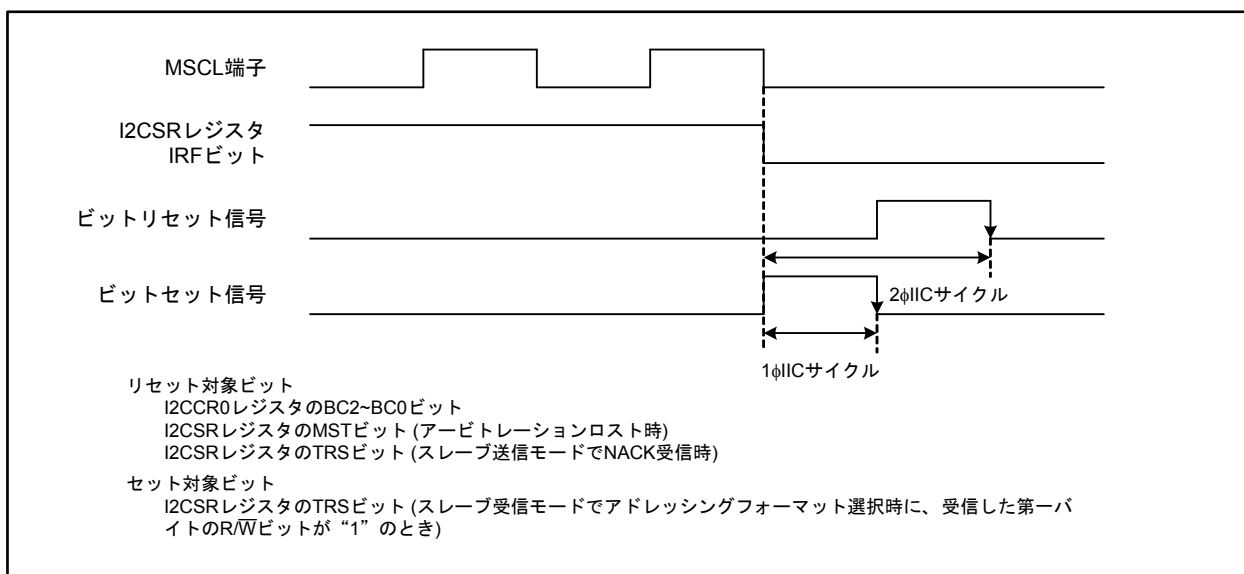 MSCL端子
I2CSRレジスタ
IRFビット
ビットリセット信号
ビットセット信号
2ϕIICサイクル
1ϕIICサイクル
リセット対象ビット
I2CCR0レジスタのBC2~BC0ビット
I2CSRレジスタのMSTビット (アービトレーションロスト時)
I2CSRレジスタのTRSビット (スレーブ送信モードでNACK受信時)
セット対象ビット
I2CSRレジスタのTRSビット (スレーブ受信モードでアドレッシングフォーマット選択時に、受信した第一バ
イトのR/W̅ビットが“1”のとき)